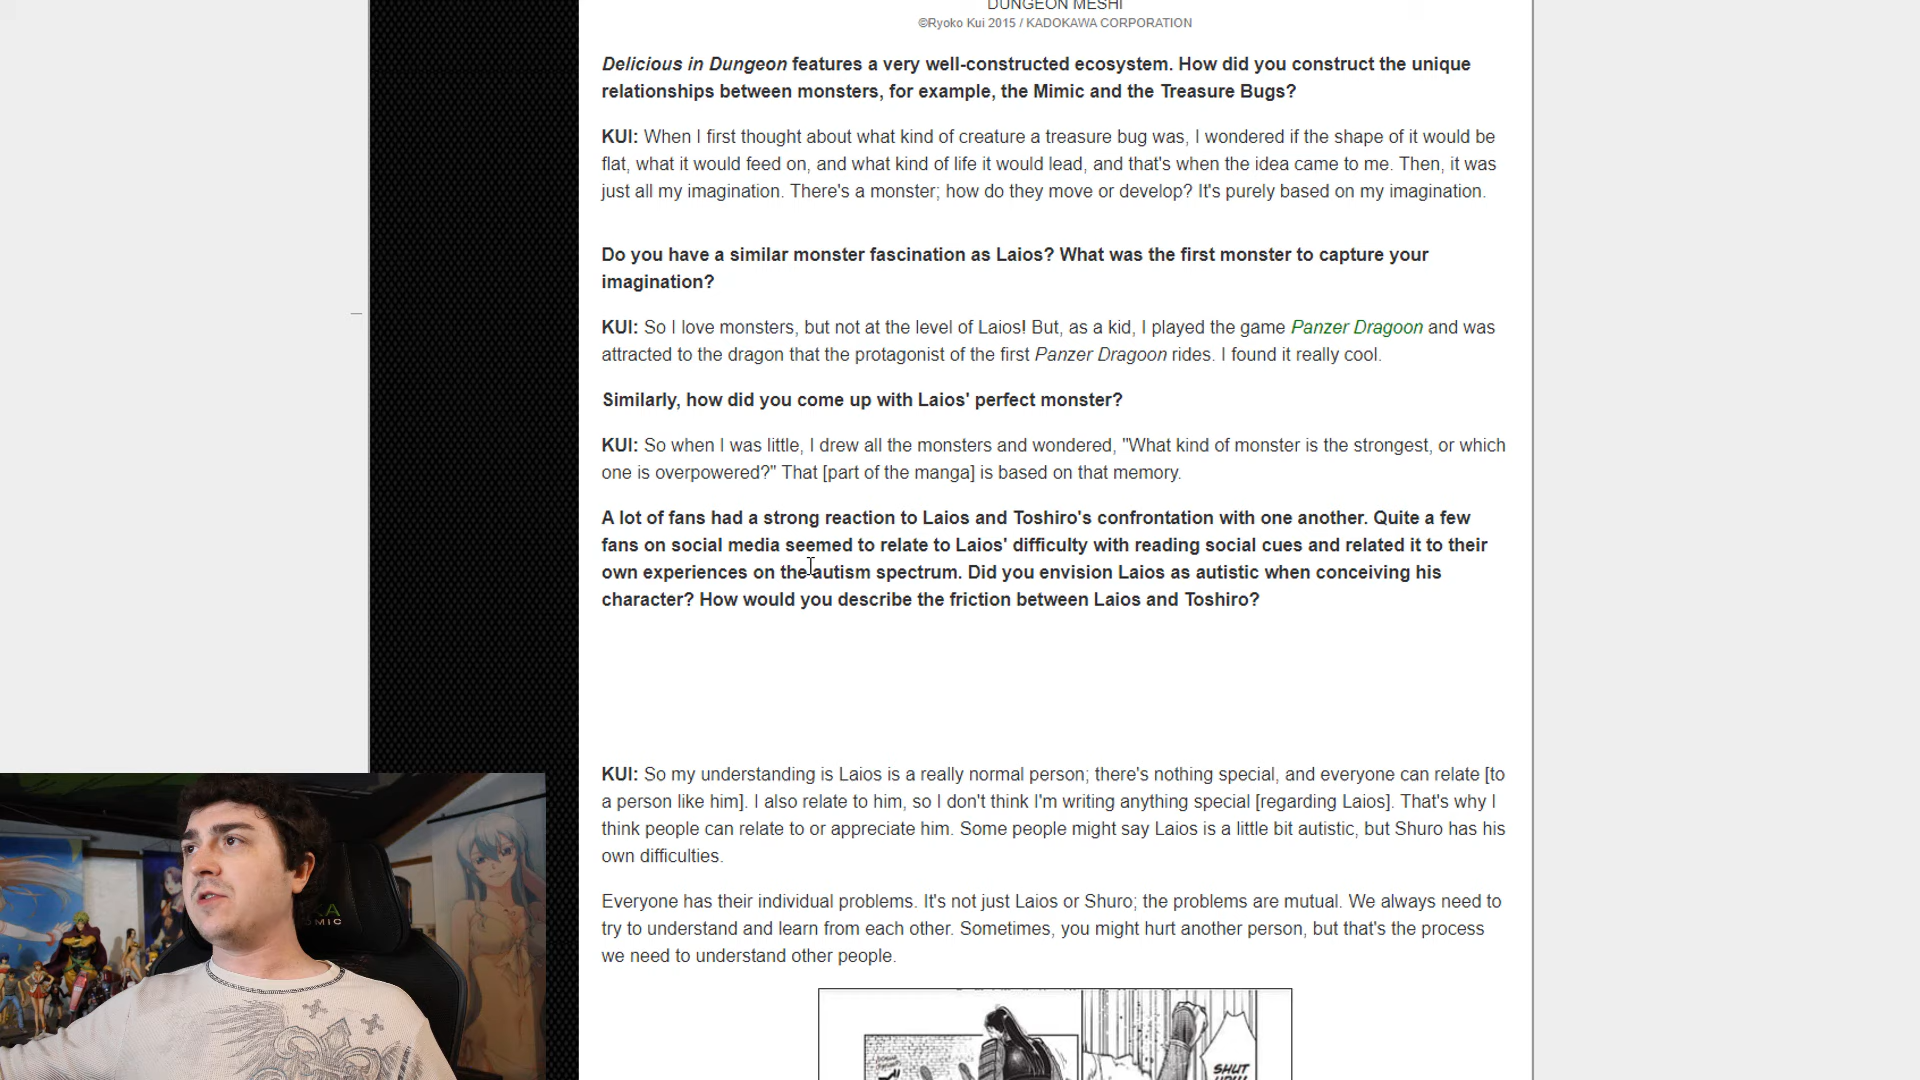 DUNGEON MESHI
©Ryoko Kui 2015 / KADOKAWA CORPORATION
Delicious in Dungeon features a very well-constructed ecosystem. How did you construct the unique
relationships between monsters, for example, the Mimic and the Treasure Bugs?
KUI: When I first thought about what kind of creature a treasure bug was, I wondered if the shape of it would be
flat, what it would feed on, and what kind of life it would lead, and that's when the idea came to me. Then, it was
just all my imagination. There's a monster; how do they move or develop? It's purely based on my imagination.
Do you have a similar monster fascination as Laios? What was the first monster to capture your
imagination?
KUI: So I love monsters, but not at the level of Laios! But, as a kid, I played the game Panzer Dragoon and was
attracted to the dragon that the protagonist of the first Panzer Dragoon rides. I found it really cool.
Similarly, how did you come up with Laios' perfect monster?
KUI: So when I was little, I drew all the monsters and wondered, "What kind of monster is the strongest, or which
one is overpowered?" That [part of the manga] is based on that memory.
A lot of fans had a strong reaction to Laios and Toshiro's confrontation with one another. Quite a few
fans on social media seemed to relate to Laios' difficulty with reading social cues and related it to their
own experiences on the autism spectrum. Did you envision Laios as autistic when conceiving his
character? How would you describe the friction between Laios and Toshiro?
KUI: So my understanding is Laios is a really normal person; there's nothing special, and everyone can relate [to
a person like him]. I also relate to him, so I don't think I'm writing anything special [regarding Laios]. That's why I
think people can relate to or appreciate him. Some people might say Laios is a little bit autistic, but Shuro has his
own difficulties.
Everyone has their individual problems. It's not just Laios or Shuro; the problems are mutual. We always need to
try to understand and learn from each other. Sometimes, you might hurt another person, but that's the process
we need to understand other people.
SHUT